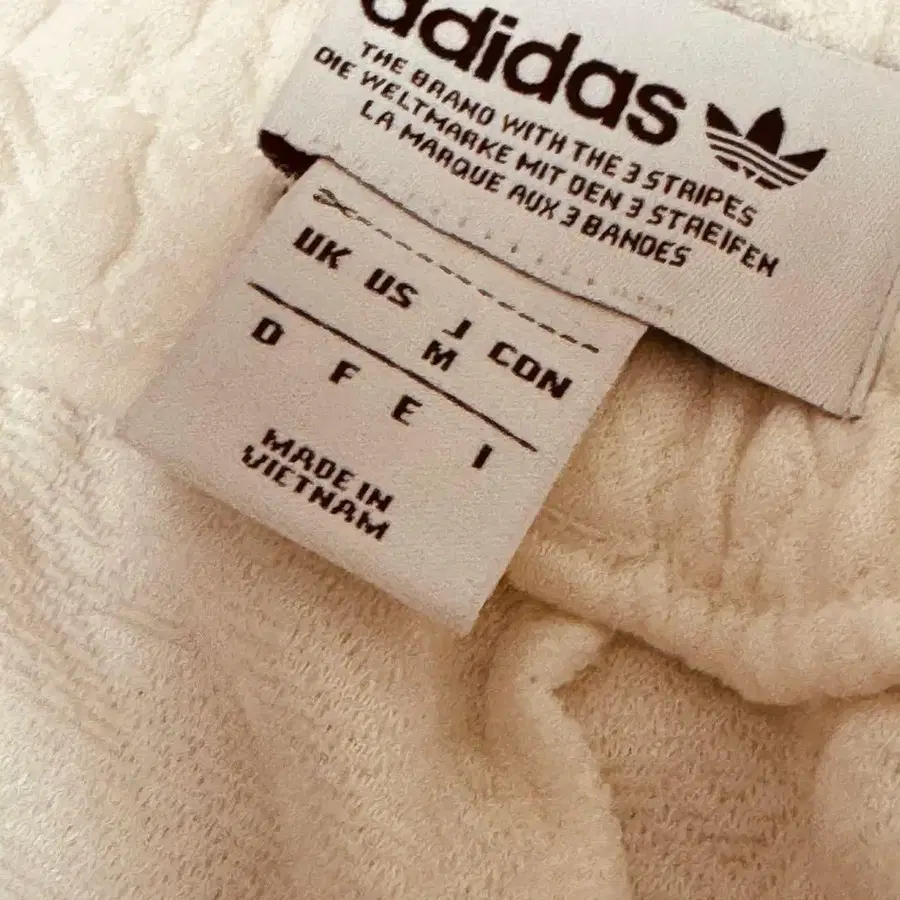 adidas
THE BRAND WITH THE 3 STRIPES
DIE WELTMARKE MIT DEN 3 STREIFEN
LA MARQUE AUX 3 BANDES
UK US J CDN
M
D F E I
MADE IN
VIETNAM